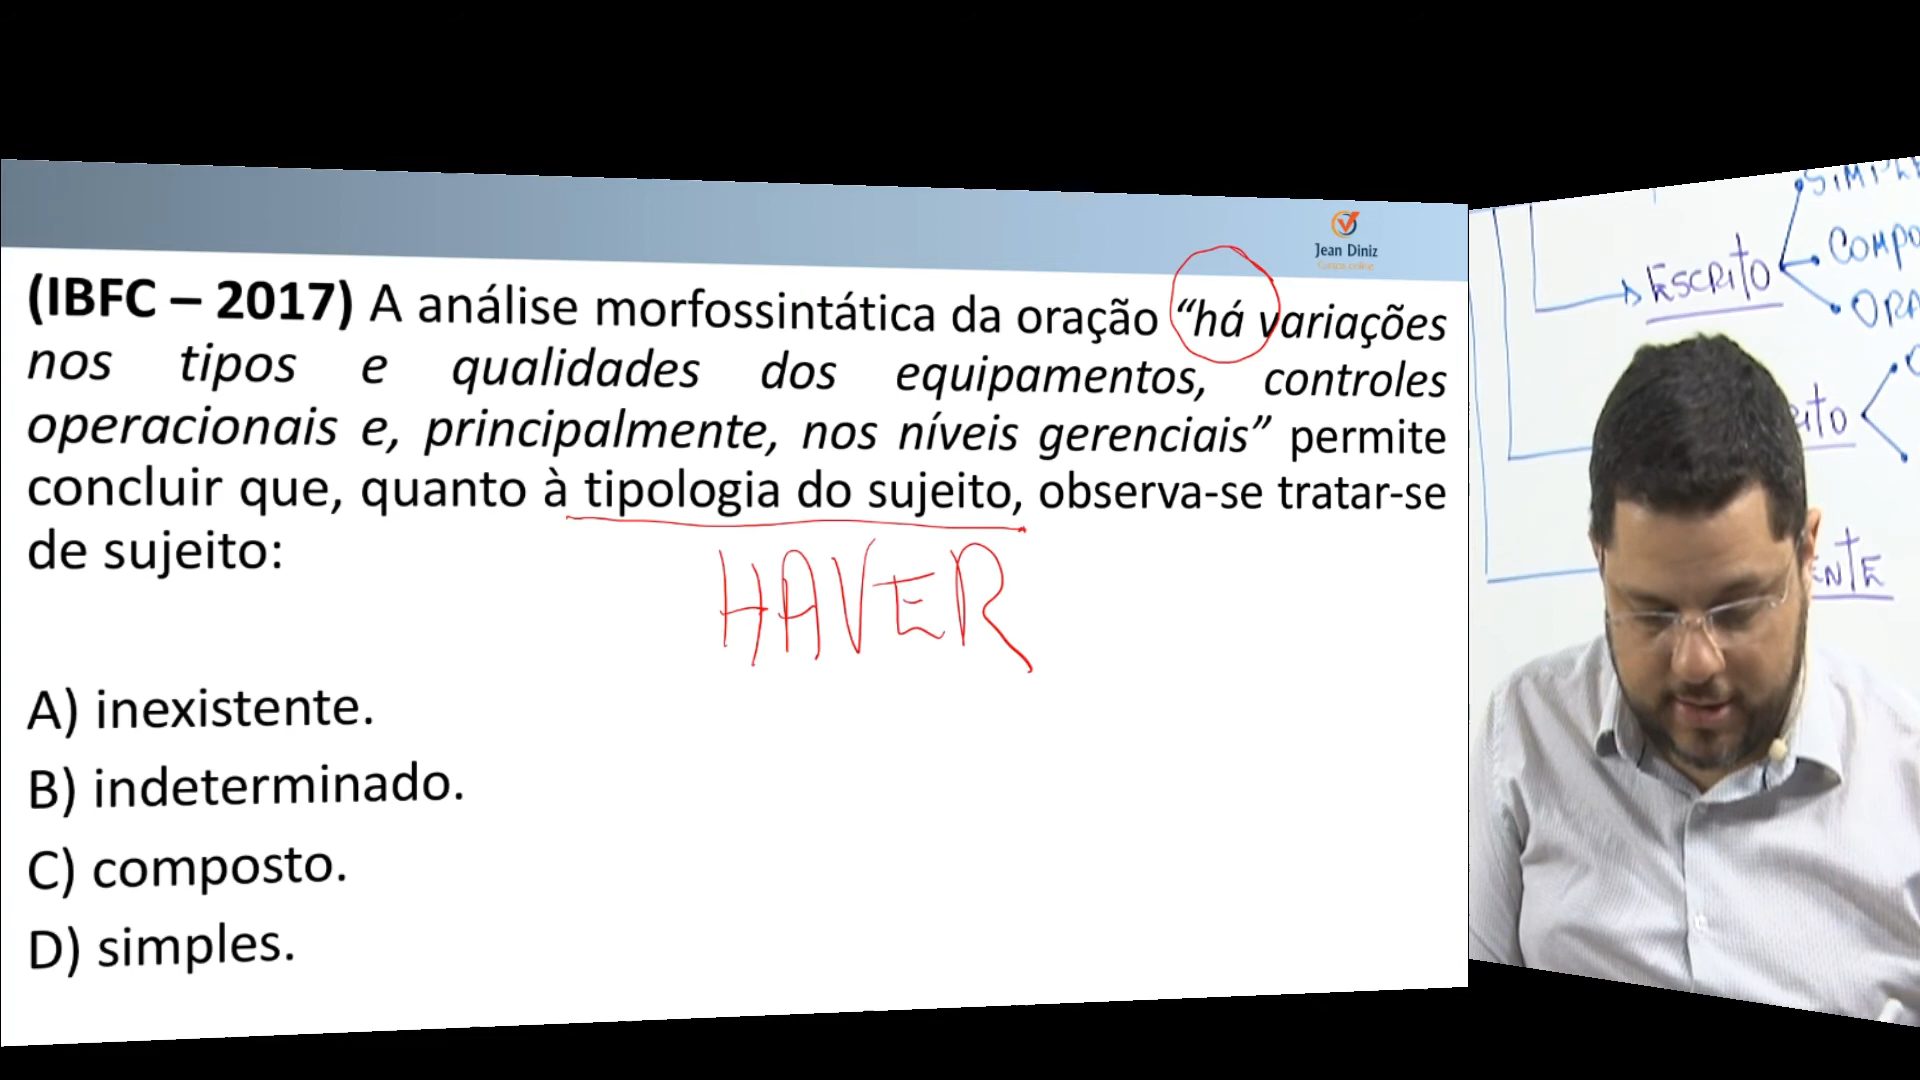 Jean Diniz
Cursos online
(IBFC – 2017) A análise morfossintática da oração “há variações
nos tipos e qualidades dos equipamentos, controles
operacionais e, principalmente, nos níveis gerenciais” permite
concluir que, quanto à tipologia do sujeito, observa-se tratar-se
de sujeito:
HAVER
A) inexistente.
B) indeterminado.
C) composto.
D) simples.
ESCRITO